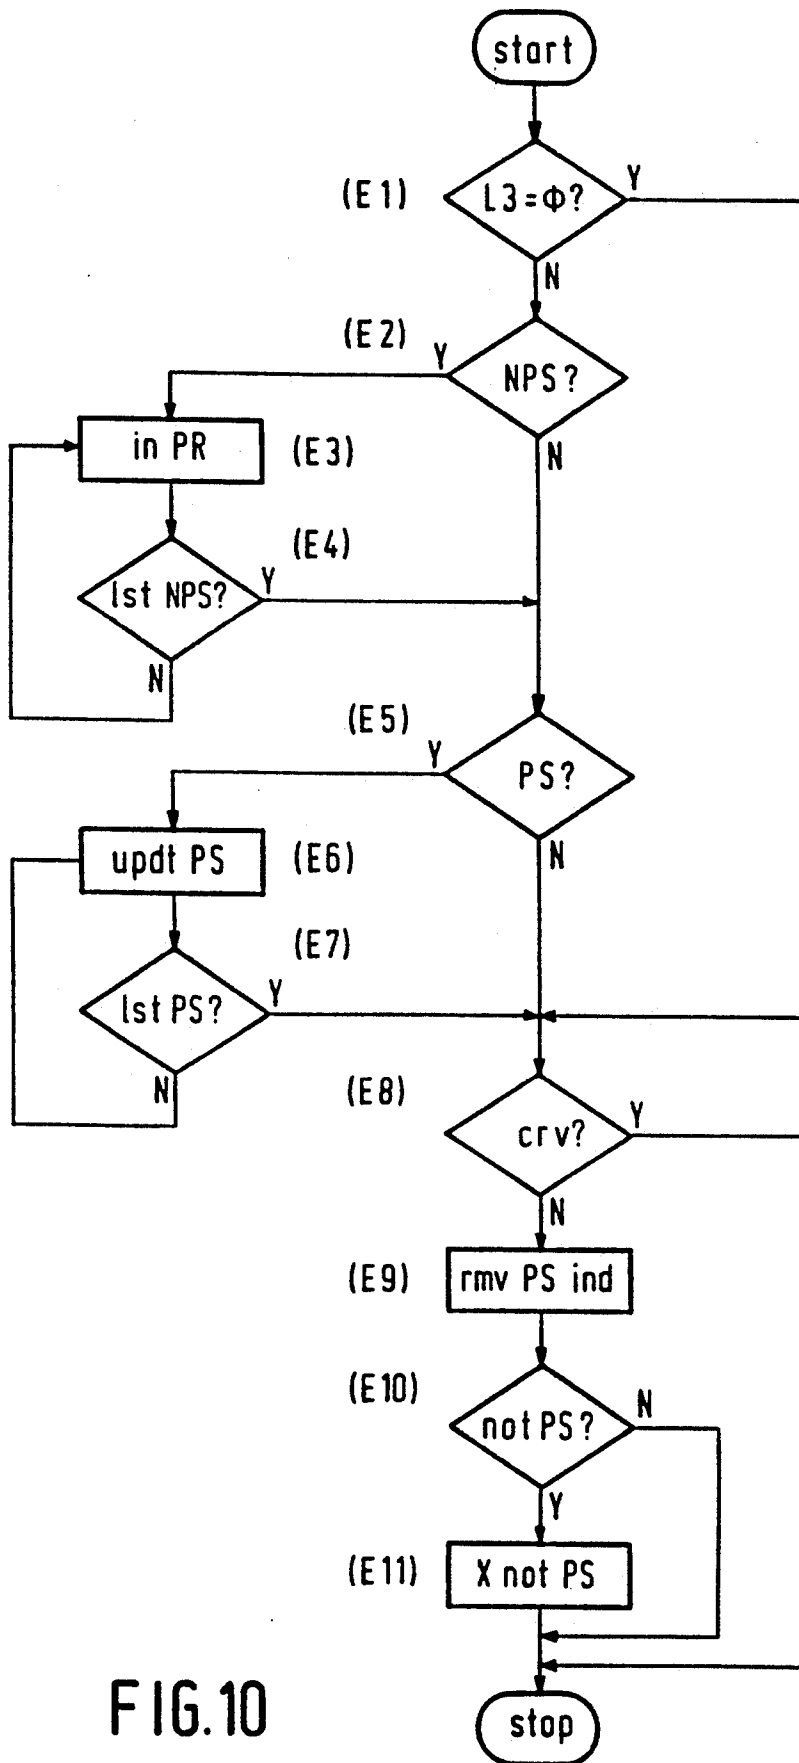 start
(E1)
L3=Φ?
Y
N
(E2)
Y
NPS?
N
in PR
(E3)
(E4)
lst NPS?
Y
N
(E5)
Y
PS?
N
updt PS
(E6)
(E7)
lst PS?
Y
N
(E8)
crv?
Y
N
(E9)
rmv PS ind
(E10)
not PS?
N
Y
(E11)
X not PS
stop
FIG.10